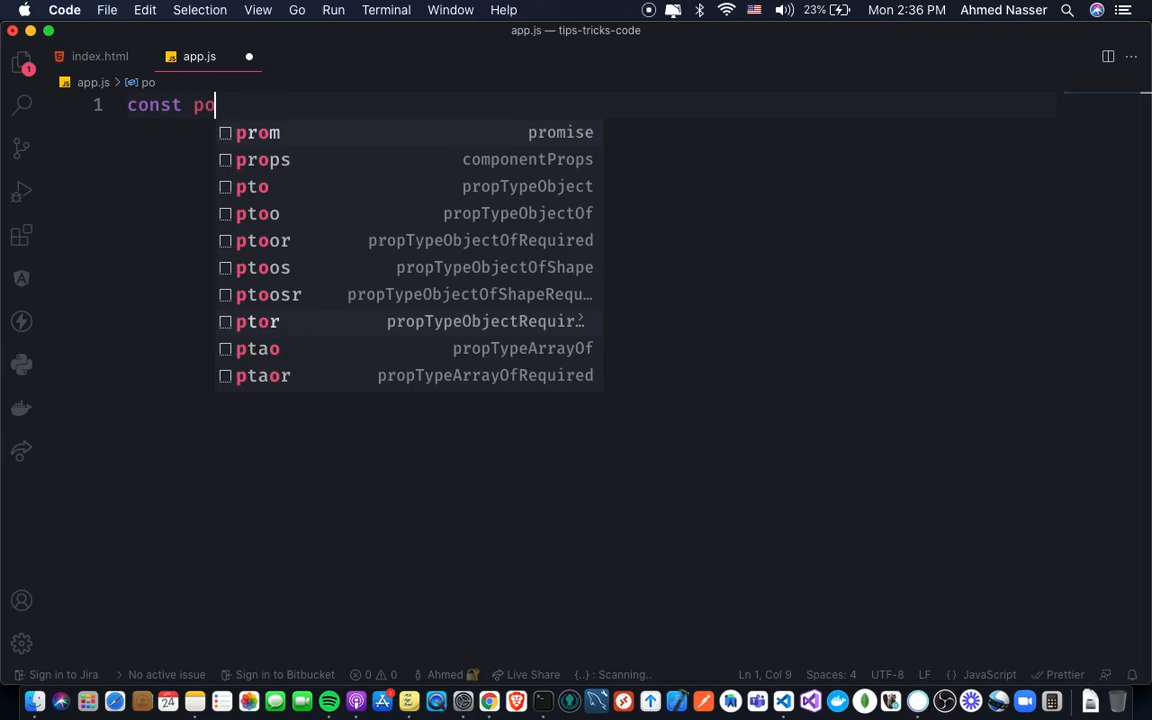 Code File Edit Selection View Go Run Terminal Window Help 23% Mon 2:36 PM Ahmed Nasser
app.js — tips-tricks-code
index.html app.js
app.js > po
1 const po
prom promise
props componentProps
pto propTypeObject
ptoo propTypeObjectOf
ptoor propTypeObjectOfRequired
ptoos propTypeObjectOfShape
ptoosr propTypeObjectOfShapeRequ…
ptor propTypeObjectRequir…
ptao propTypeArrayOf
ptaor propTypeArrayOfRequired
1
Sign in to Jira No active issue Sign in to Bitbucket 0 0 Ahmed Live Share {..} : Scanning.. Ln 1, Col 9 Spaces: 4 UTF-8 LF {} JavaScript Prettier
24